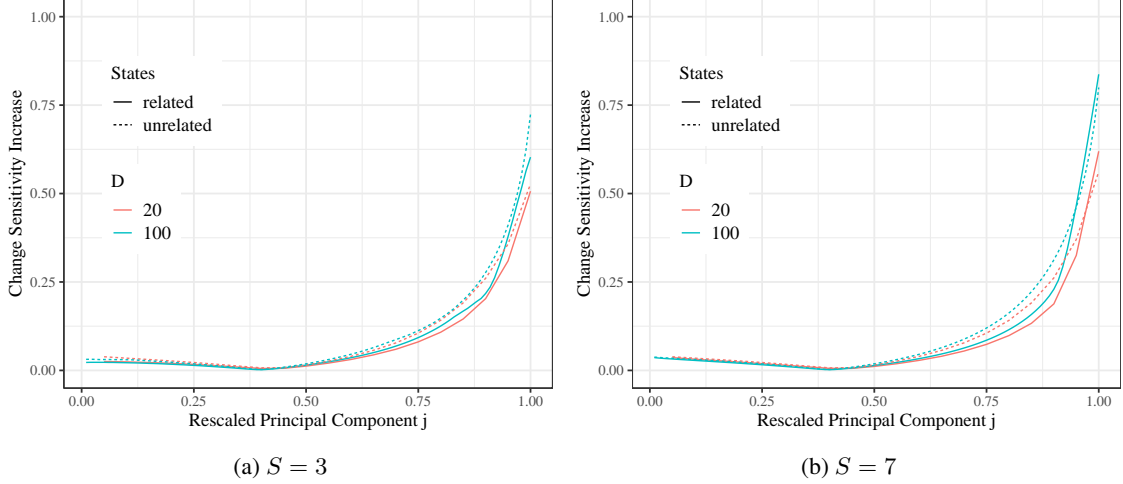 Change Sensitivity Increase
1.00
0.75
0.50
0.25
0.00
States
related
unrelated
D
20
100
0.00 0.25 0.50 0.75 1.00
Rescaled Principal Component j
(a) S = 3
Change Sensitivity Increase
1.00
0.75
0.50
0.25
0.00
States
related
unrelated
D
20
100
0.00 0.25 0.50 0.75 1.00
Rescaled Principal Component j
(b) S = 7